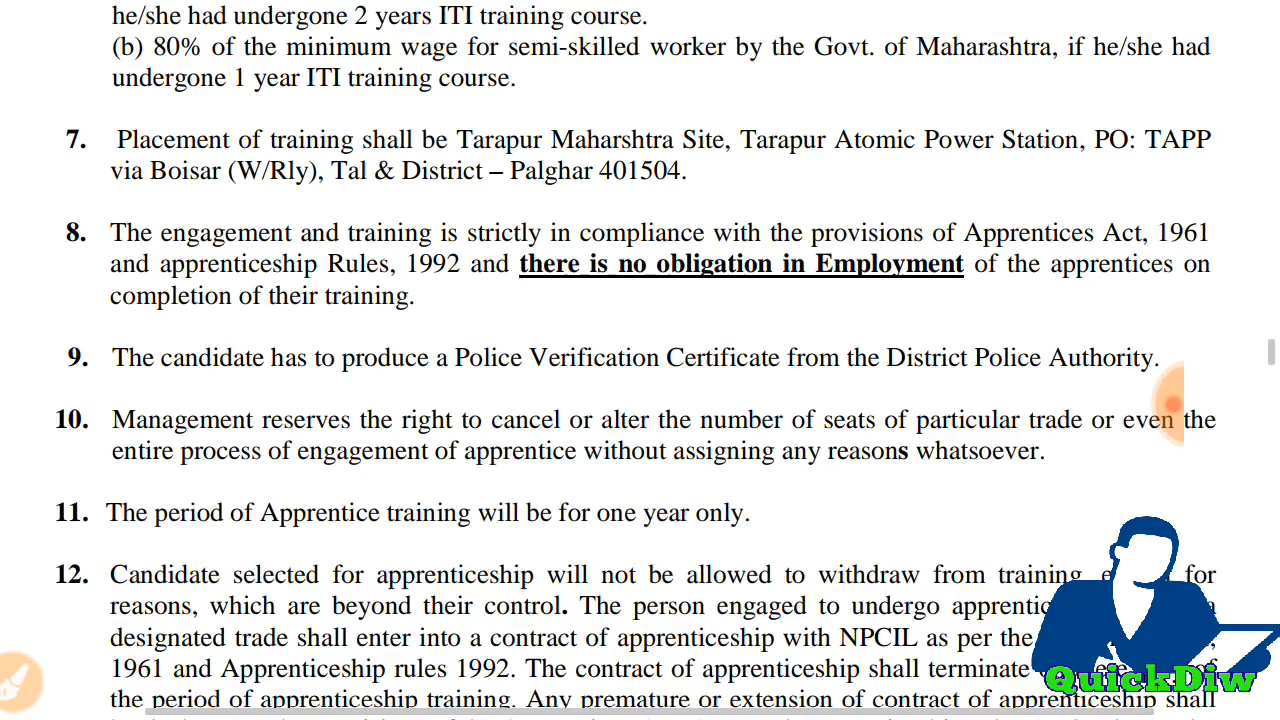 he/she had undergone 2 years ITI training course.
(b) 80% of the minimum wage for semi-skilled worker by the Govt. of Maharashtra, if he/she had
undergone 1 year ITI training course.
7. Placement of training shall be Tarapur Maharshtra Site, Tarapur Atomic Power Station, PO: TAPP
via Boisar (W/Rly), Tal & District – Palghar 401504.
8. The engagement and training is strictly in compliance with the provisions of Apprentices Act, 1961
and apprenticeship Rules, 1992 and there is no obligation in Employment of the apprentices on
completion of their training.
9. The candidate has to produce a Police Verification Certificate from the District Police Authority.
10. Management reserves the right to cancel or alter the number of seats of particular trade or even the
entire process of engagement of apprentice without assigning any reasons whatsoever.
11. The period of Apprentice training will be for one year only.
12. Candidate selected for apprenticeship will not be allowed to withdraw from training, for
reasons, which are beyond their control. The person engaged to undergo
designated trade shall enter into a contract of apprenticeship with NPCIL as per the
1961 and Apprenticeship rules 1992. The contract of apprenticeship shall terminate of
the period of apprenticeship training. Any premature or extension of contract of apprenticeship shall
QuickDiw